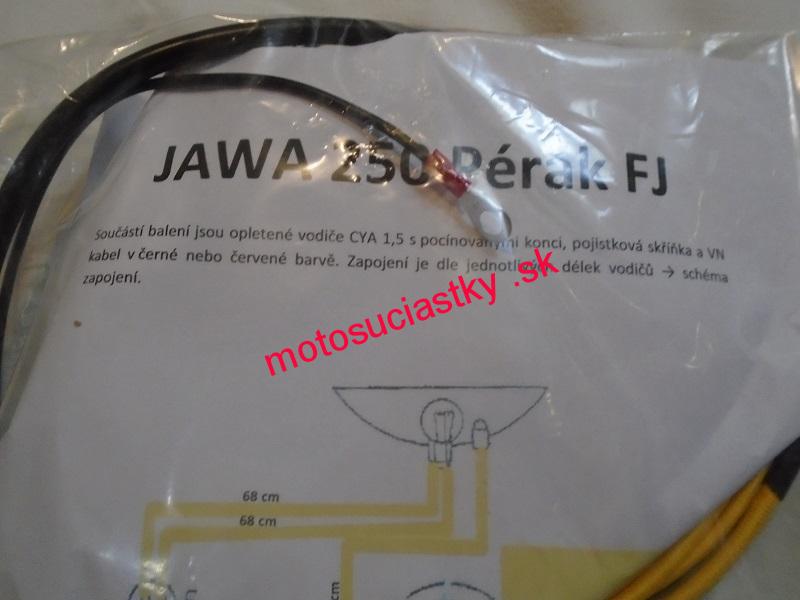 JAWA 250 Pérak FJ
Součástí balení jsou opletené vodiče CYA 1,5 s pocínovanými konci, pojistková skříňka a VN
kabel v černé nebo červené barvě. Zapojení je dle jednotlivých délek vodičů → schéma
zapojení.
motosuciastky .sk
68 cm
68 cm
cm